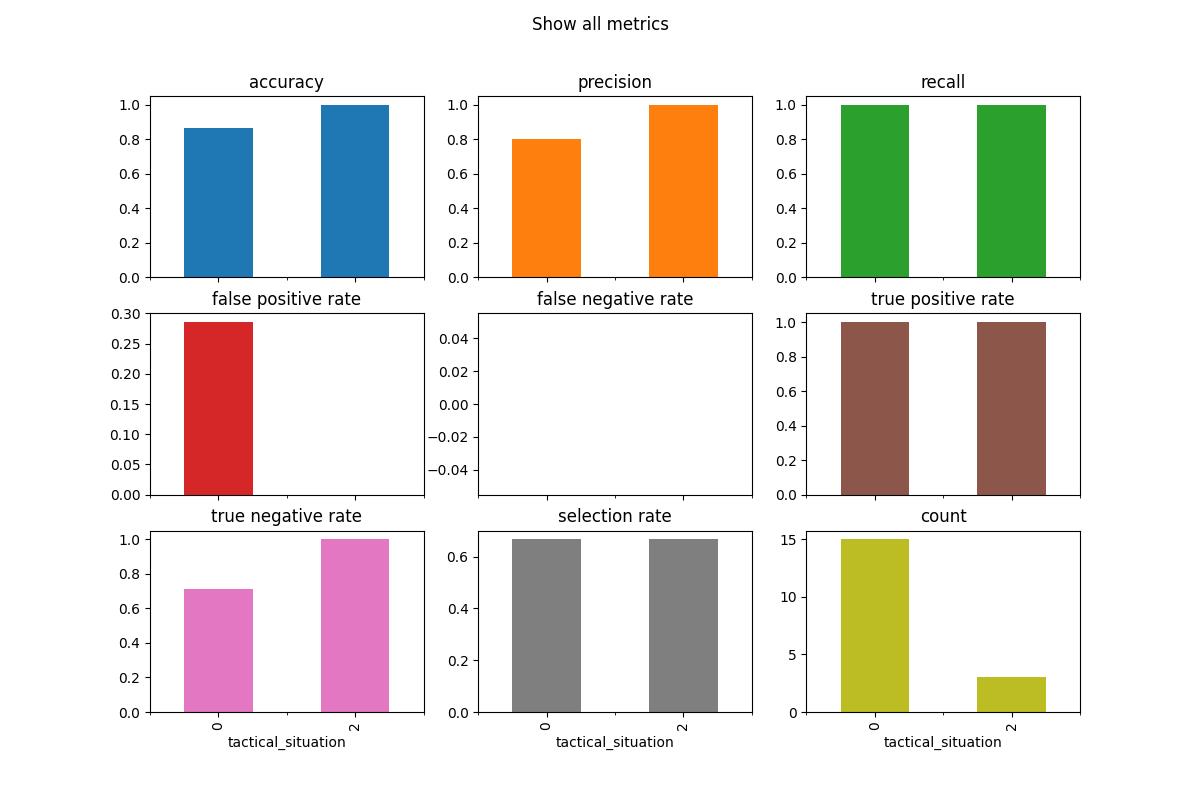 Show all metrics
accuracy precision recall
1.0 1.0 1.0
0.8 0.8 0.8
0.6 0.6 0.6
0.4 0.4 0.4
0.2 0.2 0.2
0.0 0.0 0.0
false positive rate false negative rate true positive rate
0.30
0.25
0.20
0.15
0.10
0.05
0.00
0.04
0.02
0.00
−0.02
−0.04
1.0
0.8
0.6
0.4
0.2
0.0
true negative rate selection rate count
1.0
0.8
0.6
0.4
0.2
0.0
0.6
0.4
0.2
0.0
15
10
5
0
0 2 0 2 0 2
tactical_situation tactical_situation tactical_situation